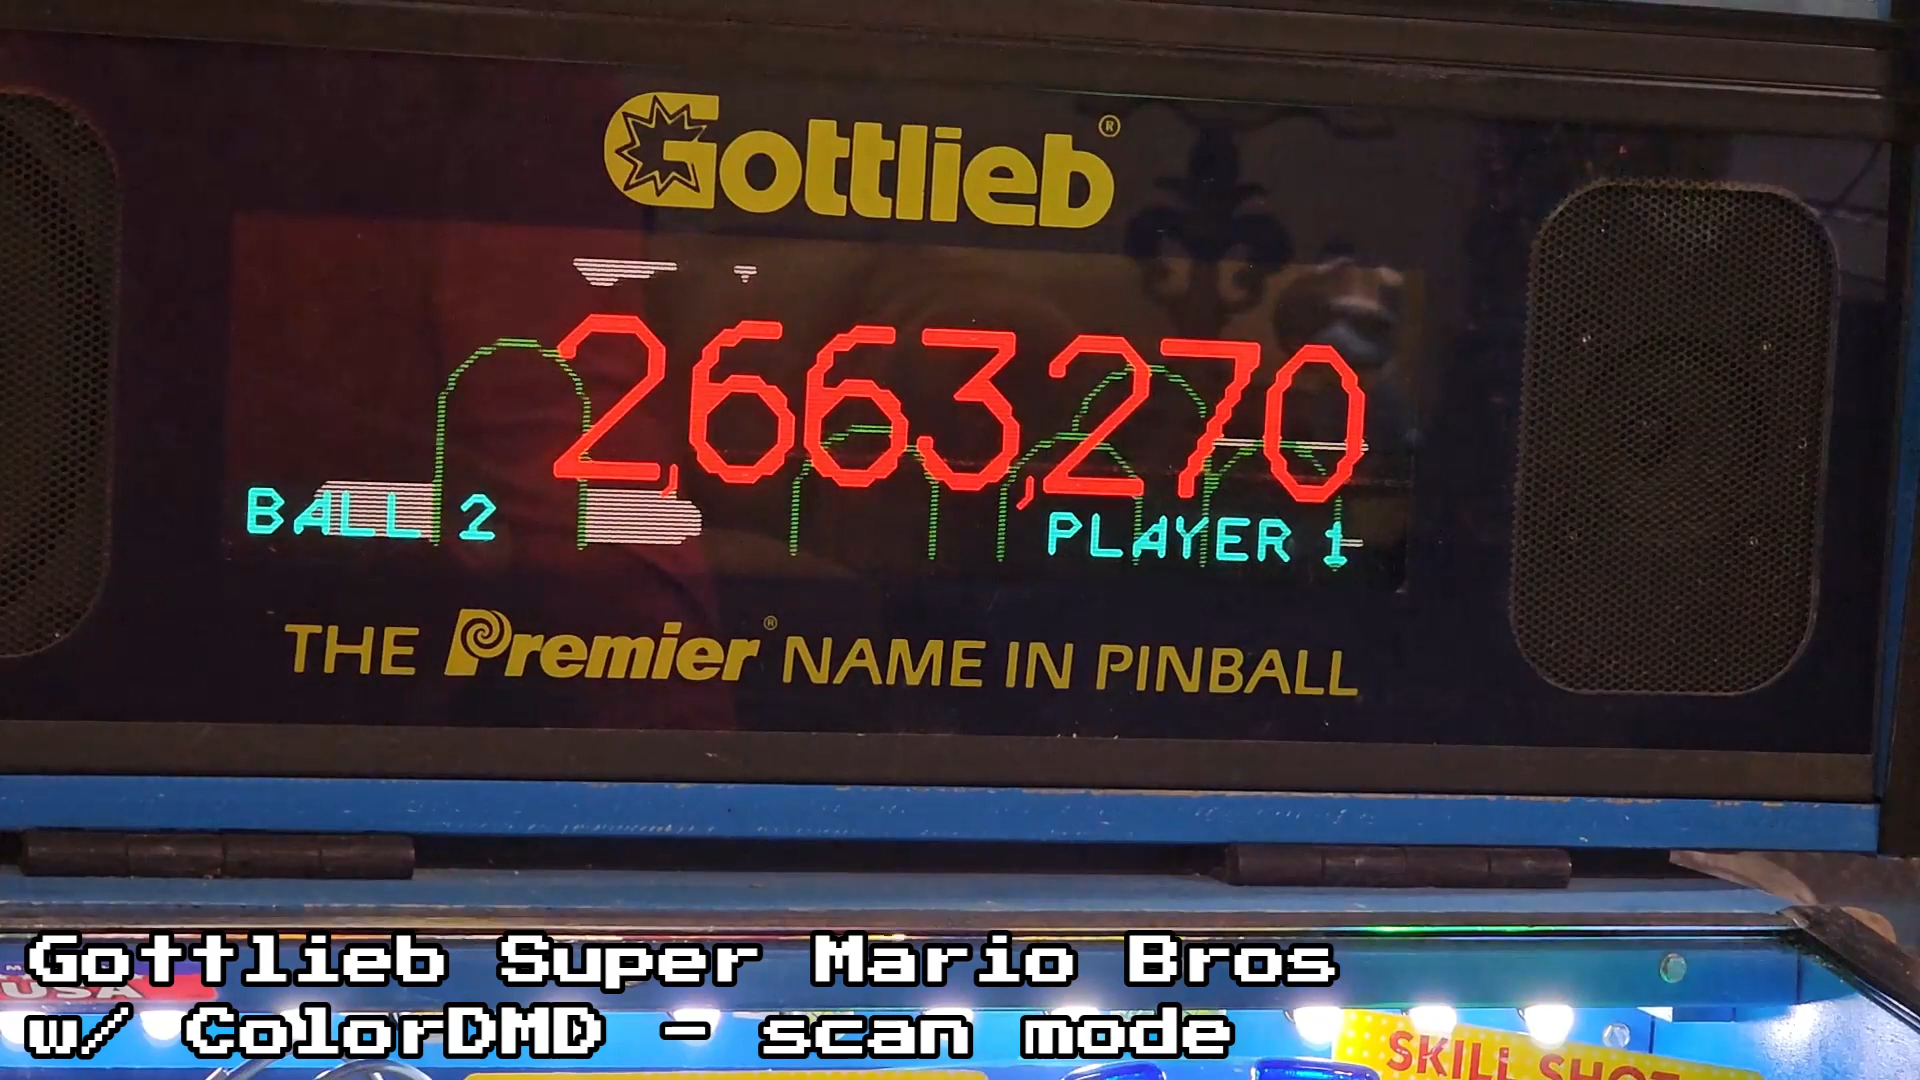 Gottlieb®
2,663,270
BALL 2
PLAYER 1
THE Premier® NAME IN PINBALL
Gottlieb Super Mario Bros
w/ ColorDMD - scan mode
USA
SKILL SHOT